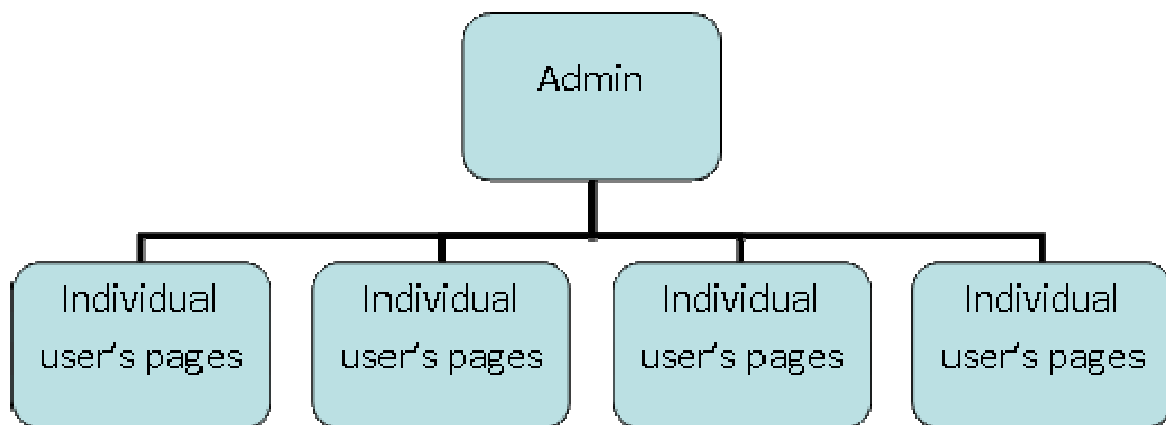 Admin
Individual
user's pages
Individual
user's pages
Individual
user's pages
Individual
user's pages